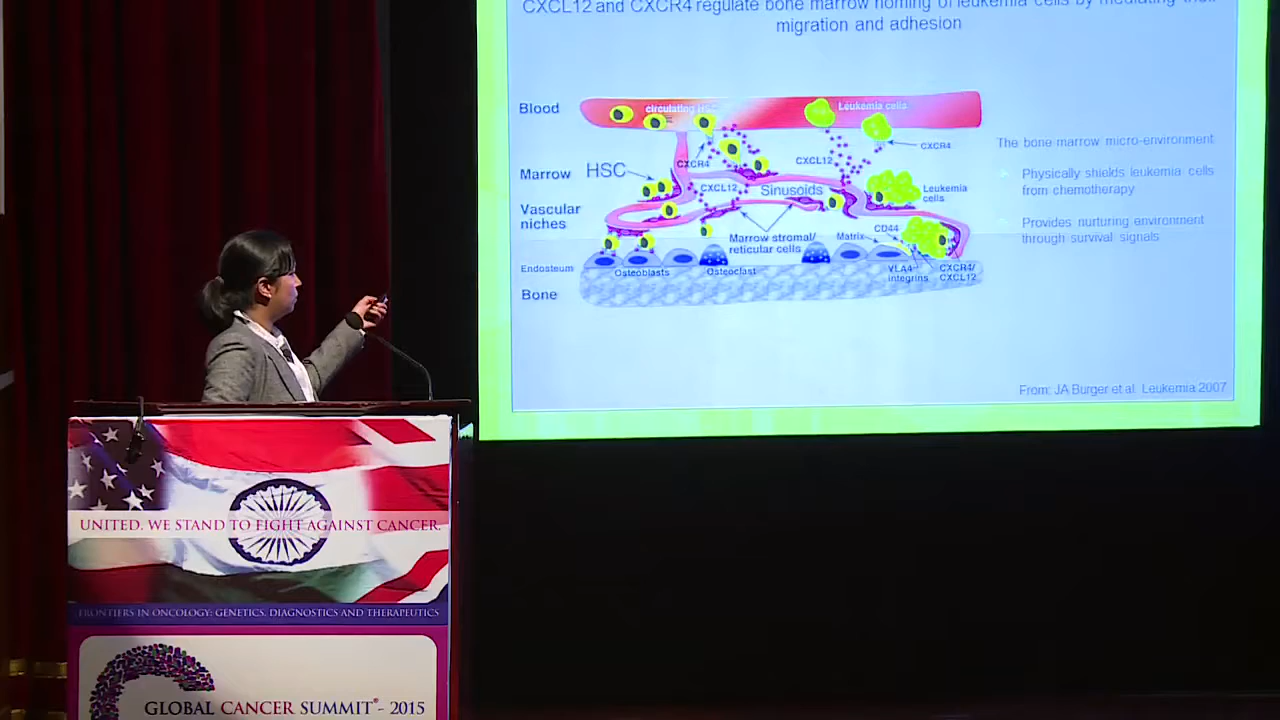 CXCL12 and CXCR4 regulate bone marrow homing of leukemia cells by mediating their
migration and adhesion
Blood
circulating HSC
Leukemia cells
CXCR4
CXCR4
CXCL12
Marrow
HSC
CXCL12
Sinusoids
Leukemia
cells
Vascular
niches
Marrow stromal/
reticular cells
Matrix
CD44
Endosteum
Osteoblasts
Osteoclast
VLA4
integrins
CXCR4/
CXCL12
Bone
The bone marrow micro-environment
Physically shields leukemia cells
from chemotherapy
Provides nurturing environment
through survival signals
From: JA Burger et al. Leukemia 2007
UNITED, WE STAND TO FIGHT AGAINST CANCER.
FRONTIERS IN ONCOLOGY: GENETICS, DIAGNOSTICS AND THERAPEUTICS
GLOBAL CANCER SUMMIT® - 2015